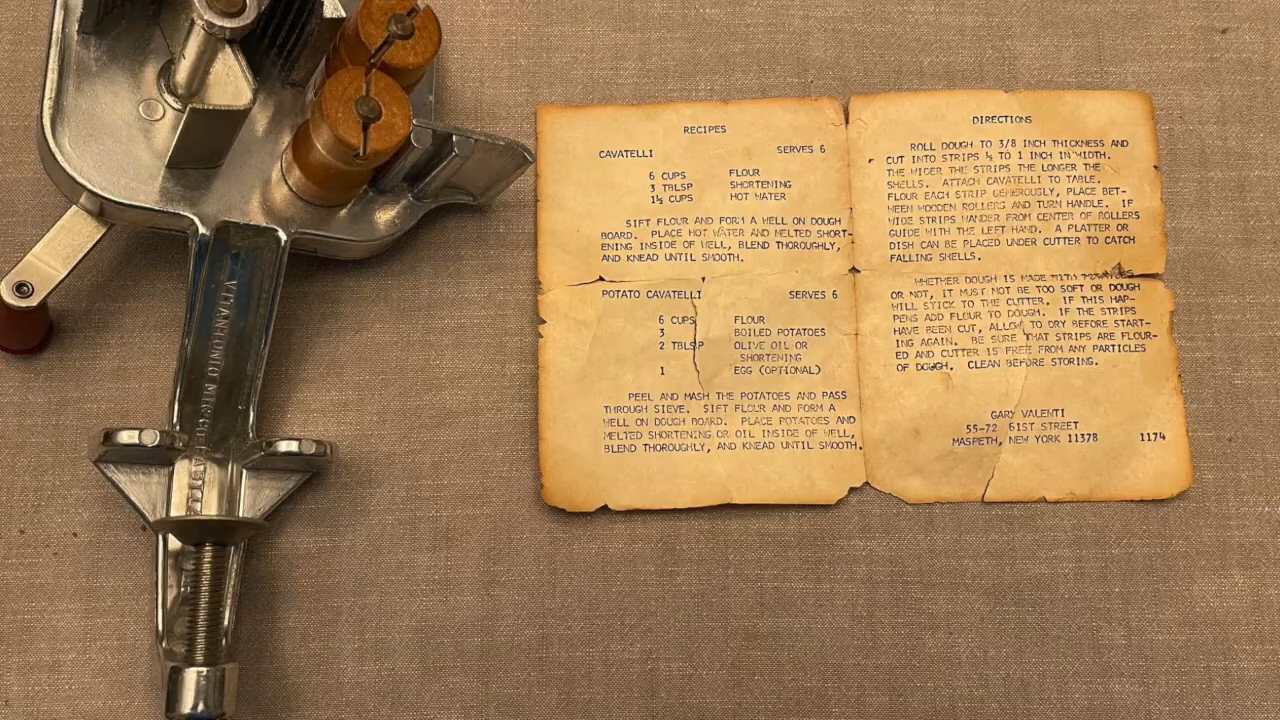 VITANTONIO MFG. CO. EASTLA
RECIPES
CAVATELLI SERVES 6
6 CUPS FLOUR
3 TBLSP SHORTENING
1½ CUPS HOT WATER
SIFT FLOUR AND FORM A WELL ON DOUGH
BOARD. PLACE HOT WATER AND MELTED SHORT-
ENING INSIDE OF WELL, BLEND THOROUGHLY,
AND KNEAD UNTIL SMOOTH.
POTATO CAVATELLI SERVES 6
6 CUPS FLOUR
3 BOILED POTATOES
2 TBLSP OLIVE OIL OR
SHORTENING
1 EGG (OPTIONAL)
PEEL AND MASH THE POTATOES AND PASS
THROUGH SIEVE. SIFT FLOUR AND FORM A
WELL ON DOUGH BOARD. PLACE POTATOES AND
MELTED SHORTENING OR OIL INSIDE OF WELL,
BLEND THOROUGHLY, AND KNEAD UNTIL SMOOTH.
DIRECTIONS
ROLL DOUGH TO 3/8 INCH THICKNESS AND
CUT INTO STRIPS ½ TO 1 INCH IN WIDTH.
THE WIDER THE STRIPS THE LONGER THE
SHELLS. ATTACH CAVATELLI TO TABLE.
FLOUR EACH STRIP GENEROUSLY, PLACE BET-
WEEN WOODEN ROLLERS AND TURN HANDLE. IF
WIDE STRIPS WANDER FROM CENTER OF ROLLERS
GUIDE WITH THE LEFT HAND. A PLATTER OR
DISH CAN BE PLACED UNDER CUTTER TO CATCH
FALLING SHELLS.
WHETHER DOUGH IS MADE WITH POTATOES
OR NOT, IT MUST NOT BE TOO SOFT OR DOUGH
WILL STICK TO THE CUTTER. IF THIS HAP-
PENS ADD FLOUR TO DOUGH. IF THE STRIPS
HAVE BEEN CUT, ALLOW TO DRY BEFORE START-
ING AGAIN. BE SURE THAT STRIPS ARE FLOUR-
ED AND CUTTER IS FREE FROM ANY PARTICLES
OF DOUGH. CLEAN BEFORE STORING.
GARY VALENTI
55-72 61ST STREET
MASPETH, NEW YORK 11378 1174